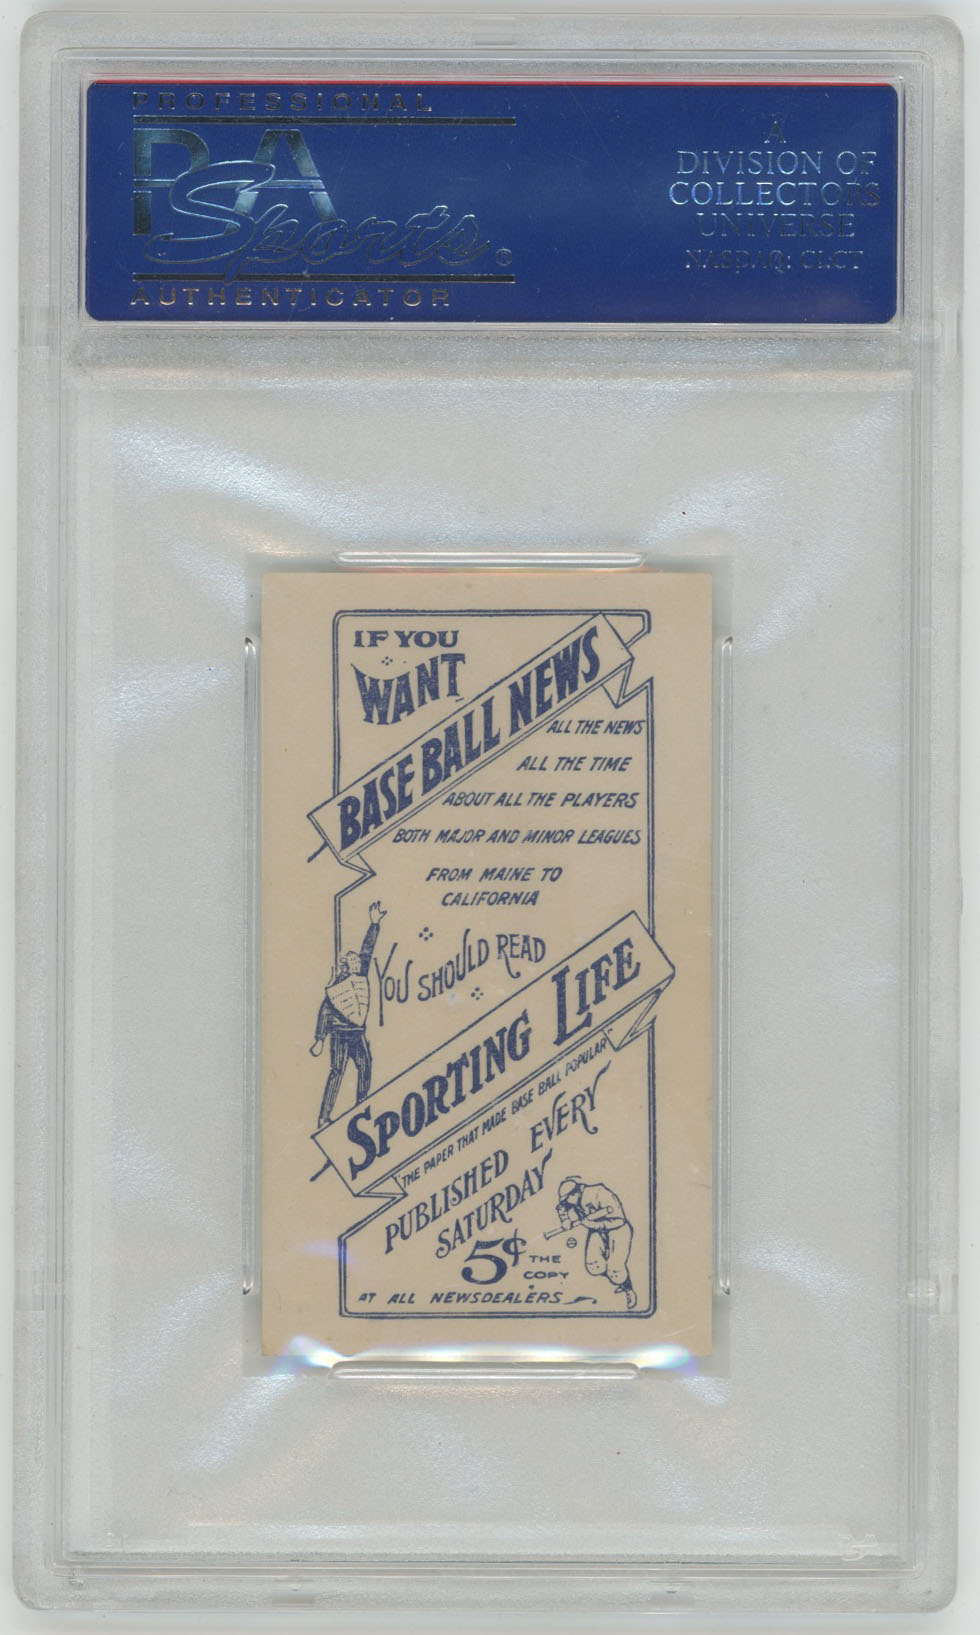 PROFESSIONAL
PSA
Sports
AUTHENTICATOR
A
DIVISION OF
COLLECTORS
UNIVERSE
NASDAQ: CLCT
IF YOU
WANT
BASE BALL NEWS
ALL THE NEWS
ALL THE TIME
ABOUT ALL THE PLAYERS
BOTH MAJOR AND MINOR LEAGUES
FROM MAINE TO
CALIFORNIA
YOU SHOULD READ
SPORTING LIFE
"THE PAPER THAT MADE BASE BALL POPULAR"
PUBLISHED EVERY
SATURDAY
5¢ THE
COPY
AT ALL NEWSDEALERS